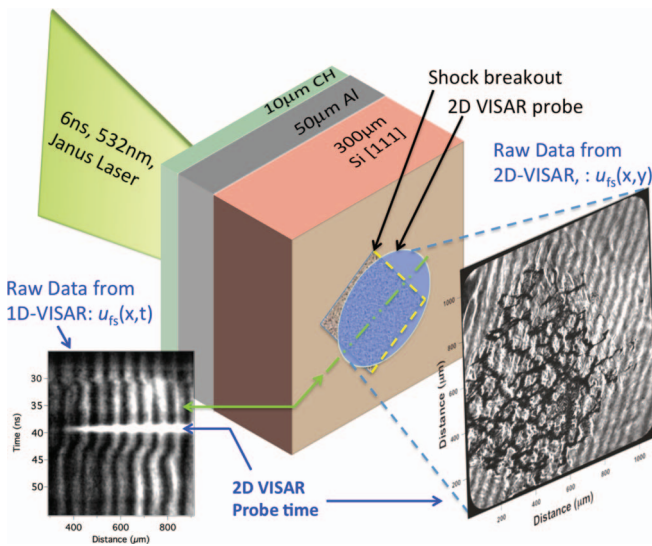 10μm CH
50μm Al
300μm
Si [111]
6ns, 532nm,
Janus Laser
Shock breakout
2D VISAR probe
Raw Data from
2D-VISAR, : ufs(x,y)
Raw Data from
1D-VISAR: ufs(x,t)
Time (ns)
30
35
40
45
50
400
600
800
Distance (μm)
2D VISAR
Probe time
Distance (μm)
1000
800
600
400
200
200
400
600
800
1000
Distance (μm)